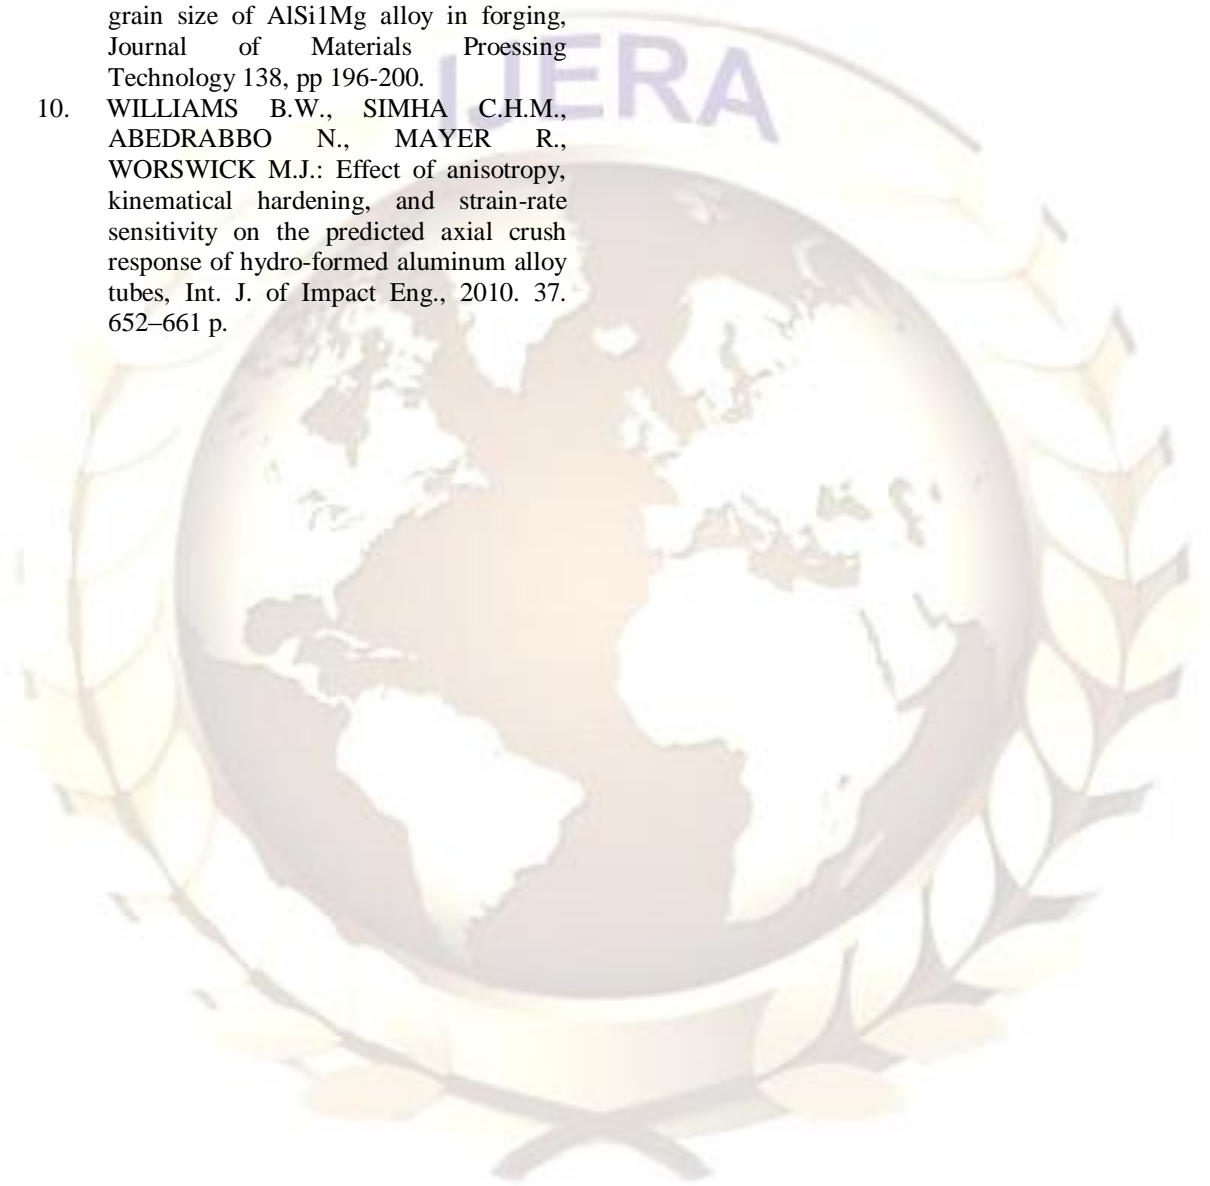 IJERA
grain size of AlSi1Mg alloy in forging,
Journal of Materials Proessing
Technology 138, pp 196-200.
10. WILLIAMS B.W., SIMHA C.H.M.,
ABEDRABBO N., MAYER R.,
WORSWICK M.J.: Effect of anisotropy,
kinematical hardening, and strain-rate
sensitivity on the predicted axial crush
response of hydro-formed aluminum alloy
tubes, Int. J. of Impact Eng., 2010. 37.
652–661 p.